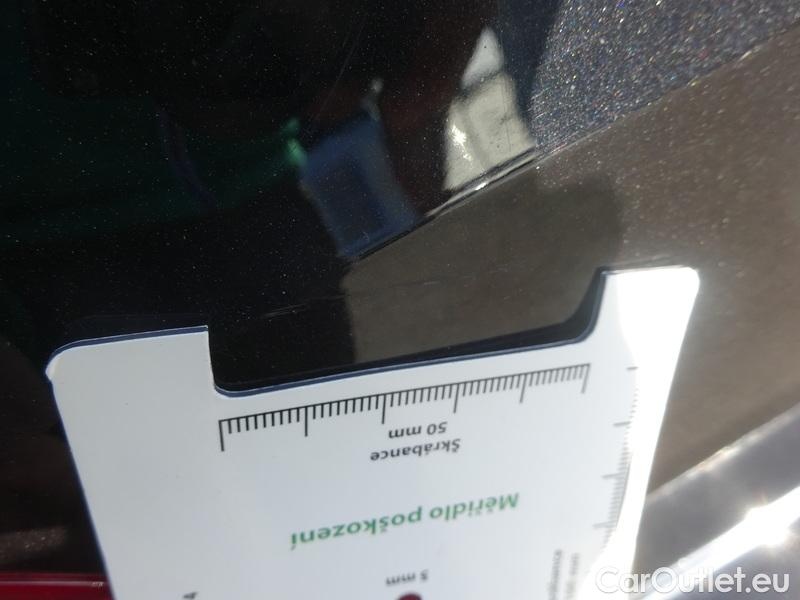 5 mm
Měřidlo poškození
Škrábance
50 mm
CarOutlet.eu